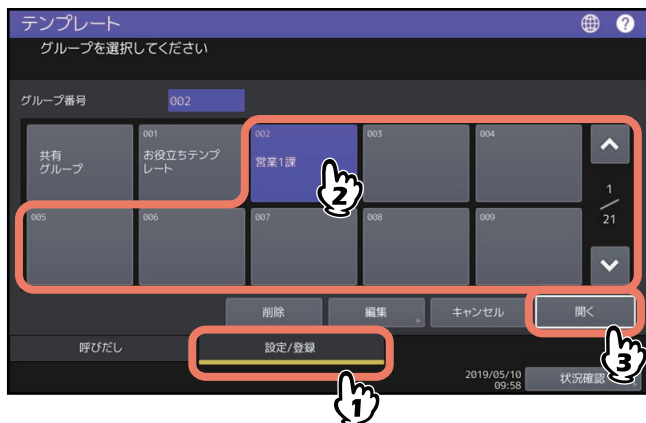 テンプレート
?
グループを選択してください
グループ番号
002
共有
グループ
001
お役立ちテンプ
レート
002
営業1課
003
004
1
21
005
006
007
008
009
2
削除
編集
キャンセル
開く
3
呼びだし
設定/登録
1
2019/05/10
09:58
状況確認